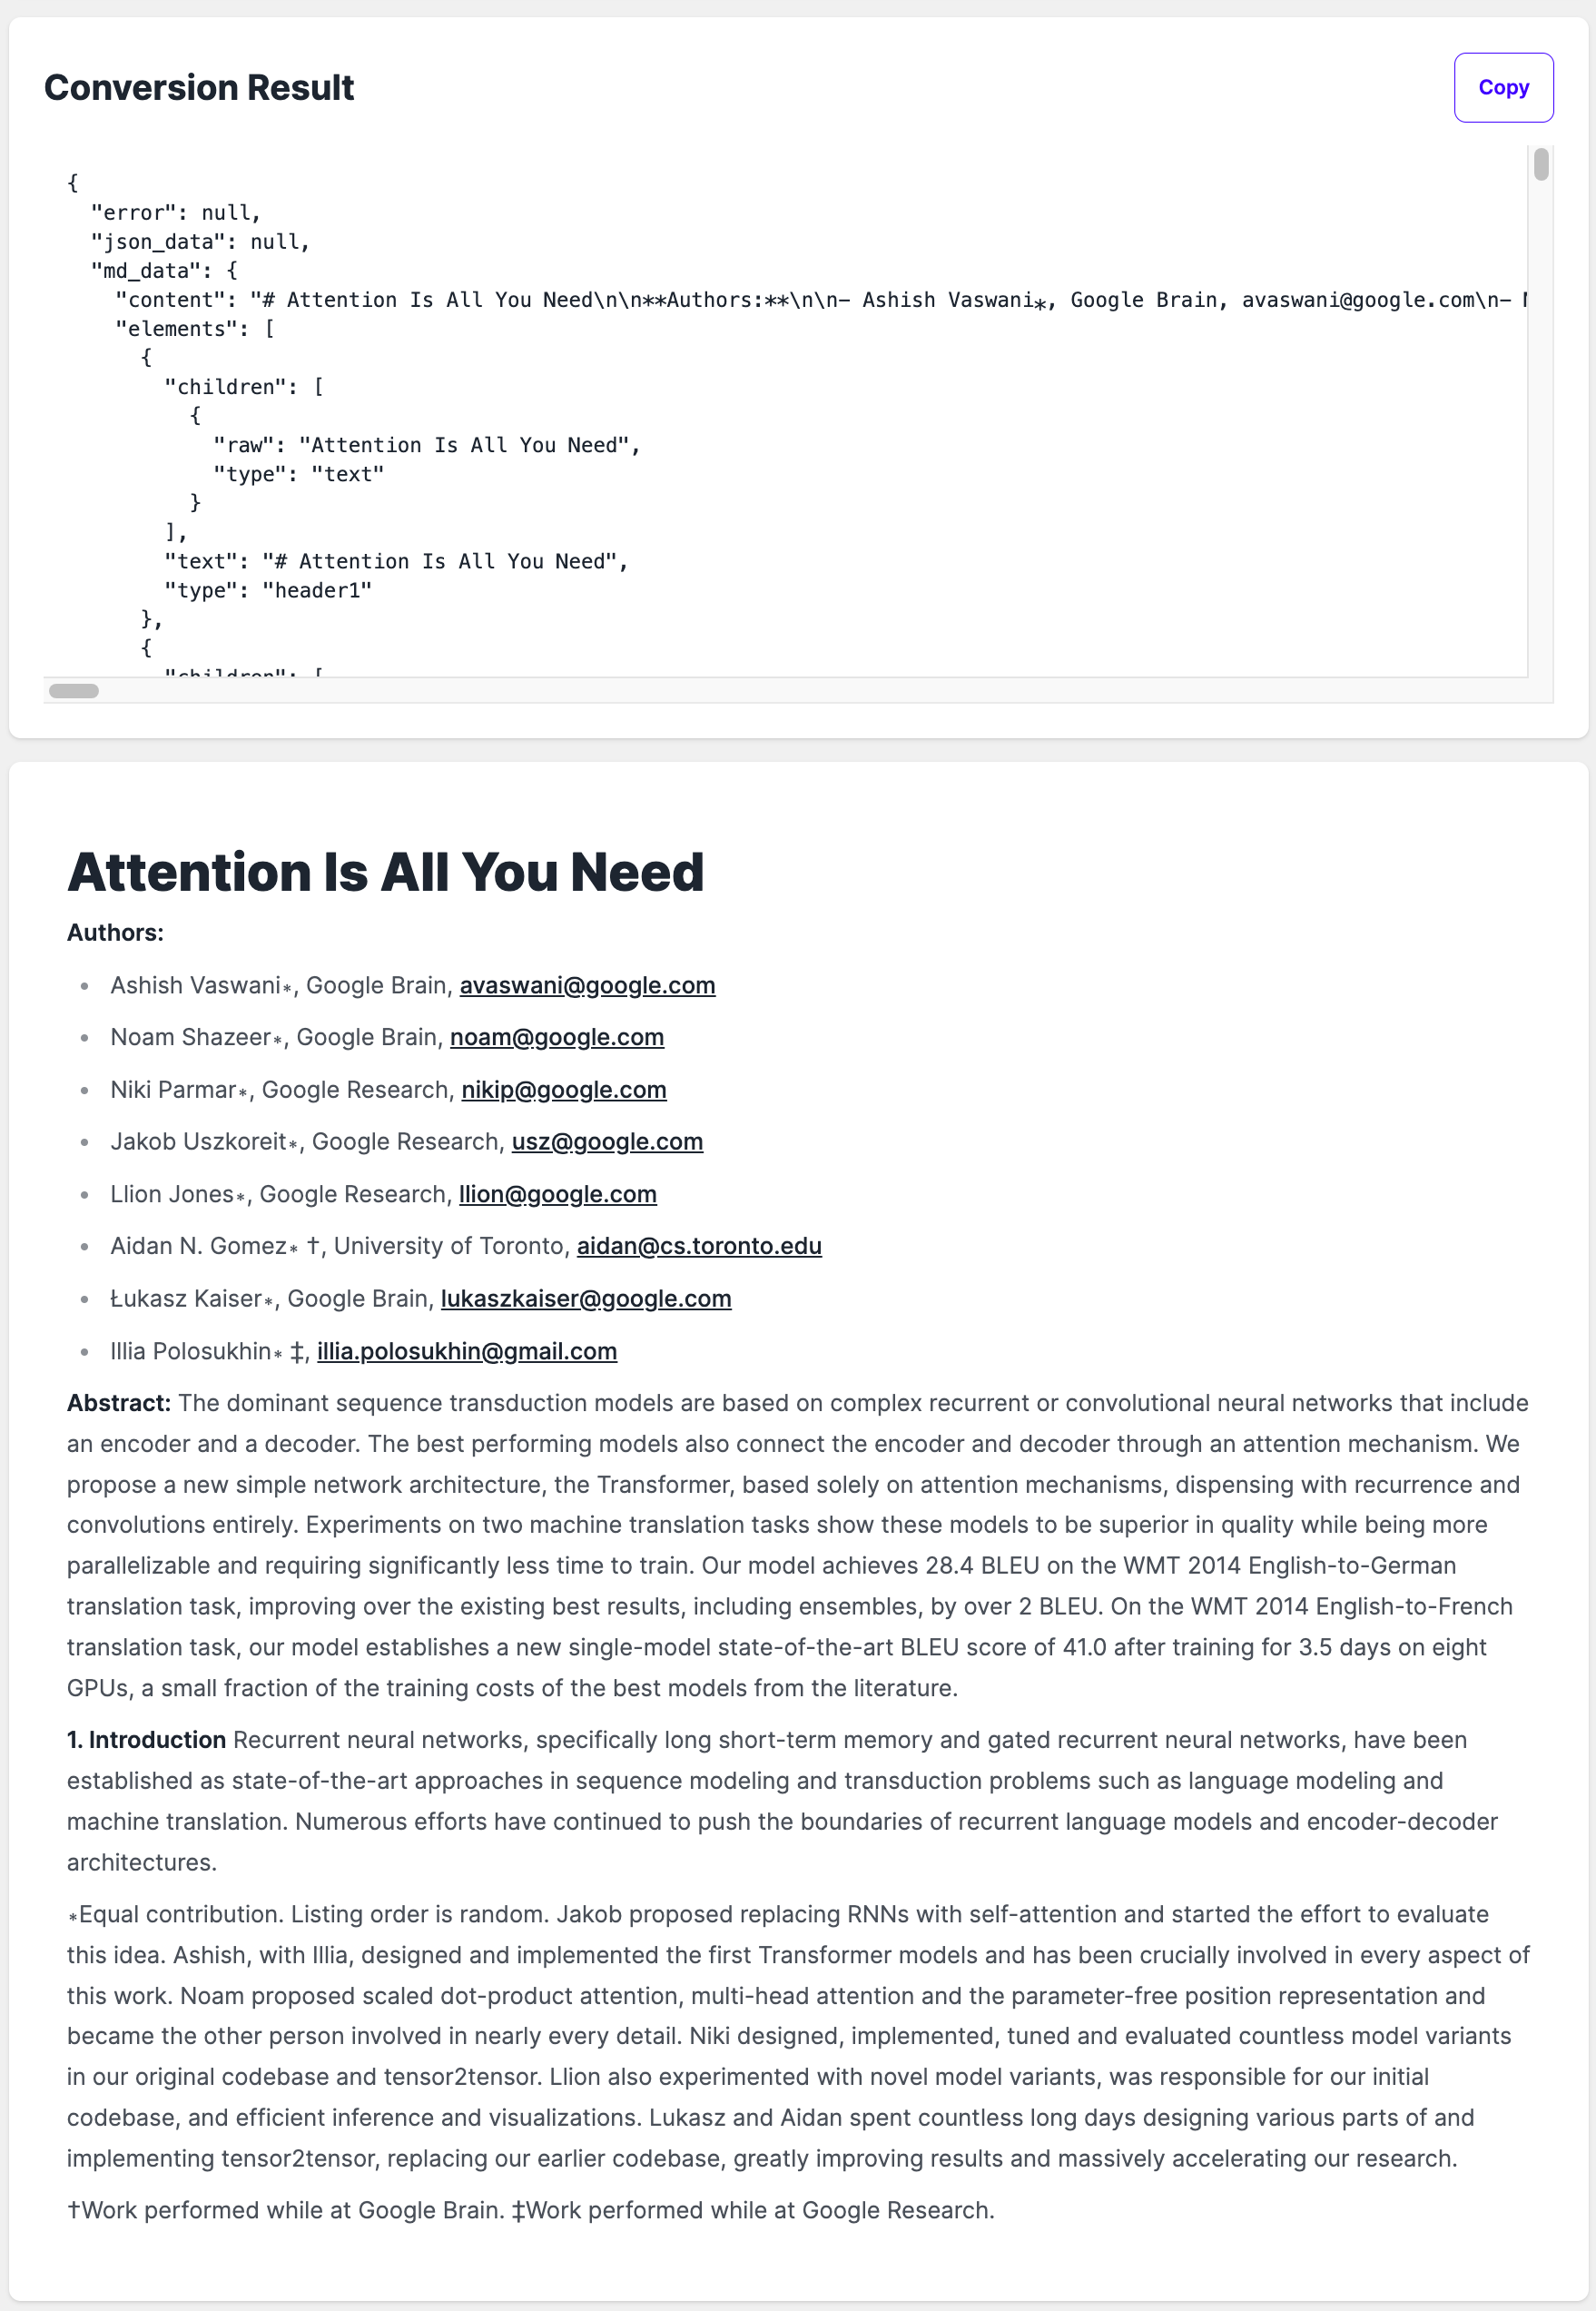 Conversion Result
Copy
{
"error": null,
"json_data": null,
"md_data": {
"content": "# Attention Is All You Need\n\n**Authors:**\n\n- Ashish Vaswani∗, Google Brain, avaswani@google.com\n-
"elements": [
{
"children": [
{
"raw": "Attention Is All You Need",
"type": "text"
}
],
"text": "# Attention Is All You Need",
"type": "header1"
},
{
"children": [
Attention Is All You Need
Authors:
• Ashish Vaswani∗, Google Brain, avaswani@google.com
• Noam Shazeer∗, Google Brain, noam@google.com
• Niki Parmar∗, Google Research, nikip@google.com
• Jakob Uszkoreit∗, Google Research, usz@google.com
• Llion Jones∗, Google Research, llion@google.com
• Aidan N. Gomez∗ †, University of Toronto, aidan@cs.toronto.edu
• Łukasz Kaiser∗, Google Brain, lukaszkaiser@google.com
• Illia Polosukhin∗ ‡, illia.polosukhin@gmail.com
Abstract: The dominant sequence transduction models are based on complex recurrent or convolutional neural networks that include
an encoder and a decoder. The best performing models also connect the encoder and decoder through an attention mechanism. We
propose a new simple network architecture, the Transformer, based solely on attention mechanisms, dispensing with recurrence and
convolutions entirely. Experiments on two machine translation tasks show these models to be superior in quality while being more
parallelizable and requiring significantly less time to train. Our model achieves 28.4 BLEU on the WMT 2014 English-to-German
translation task, improving over the existing best results, including ensembles, by over 2 BLEU. On the WMT 2014 English-to-French
translation task, our model establishes a new single-model state-of-the-art BLEU score of 41.0 after training for 3.5 days on eight
GPUs, a small fraction of the training costs of the best models from the literature.
1. Introduction Recurrent neural networks, specifically long short-term memory and gated recurrent neural networks, have been
established as state-of-the-art approaches in sequence modeling and transduction problems such as language modeling and
machine translation. Numerous efforts have continued to push the boundaries of recurrent language models and encoder-decoder
architectures.
∗Equal contribution. Listing order is random. Jakob proposed replacing RNNs with self-attention and started the effort to evaluate
this idea. Ashish, with Illia, designed and implemented the first Transformer models and has been crucially involved in every aspect of
this work. Noam proposed scaled dot-product attention, multi-head attention and the parameter-free position representation and
became the other person involved in nearly every detail. Niki designed, implemented, tuned and evaluated countless model variants
in our original codebase and tensor2tensor. Llion also experimented with novel model variants, was responsible for our initial
codebase, and efficient inference and visualizations. Lukasz and Aidan spent countless long days designing various parts of and
implementing tensor2tensor, replacing our earlier codebase, greatly improving results and massively accelerating our research.
†Work performed while at Google Brain. ‡Work performed while at Google Research.